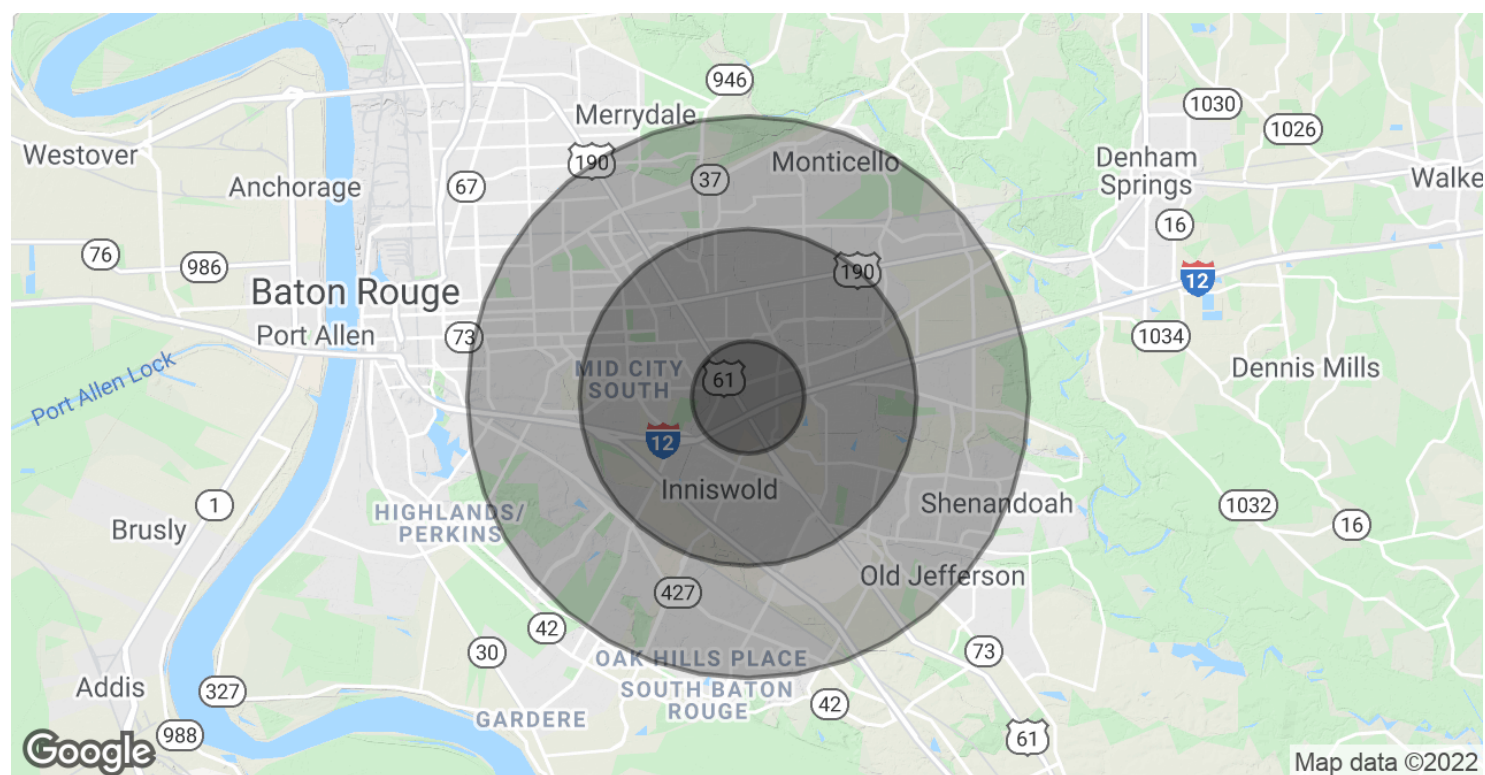 946
Merrydale
1030
1026
Westover
190
Monticello
Denham
Springs
Walke
Anchorage
67
37
16
76
986
190
12
Baton Rouge
Port Allen
73
1034
Port Allen Lock
MID CITY
SOUTH
61
Dennis Mills
12
Inniswold
1
Brusly
HIGHLANDS/
PERKINS
Shenandoah
1032
16
Old Jefferson
427
42
30
OAK HILLS PLACE
73
Addis
327
SOUTH BATON
ROUGE
42
GARDERE
988
61
Google
Map data ©2022